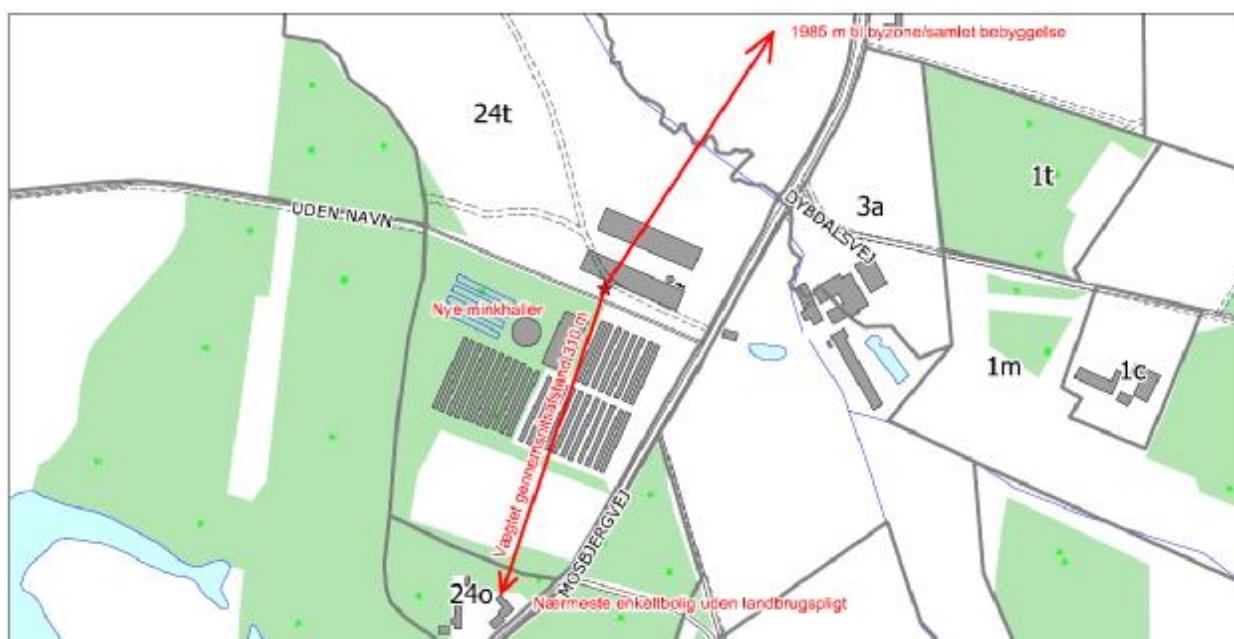 1985 m til byzone/samlet bebyggelse
24t
1t
3a
UDEN NAVN
DYBDALSVEJ
Nye minkhaller
Vægtet gennemsnitsafstand 310 m
1m
1c
MOSBJERGVEJ
24o
Nærmeste enkeltbolig uden landbrugspligt